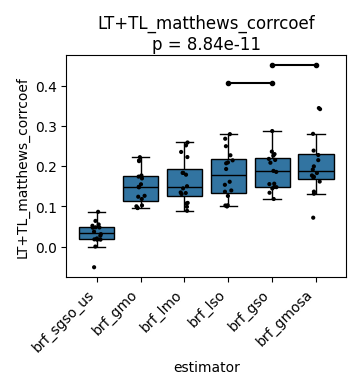 LT+TL_matthews_corrcoef
p = 8.84e-11
LT+TL_matthews_corrcoef
0.4
0.3
0.2
0.1
0.0
brf_sgso_us
brf_gmo
brf_lmo
brf_lso
brf_gso
brf_gmosa
estimator